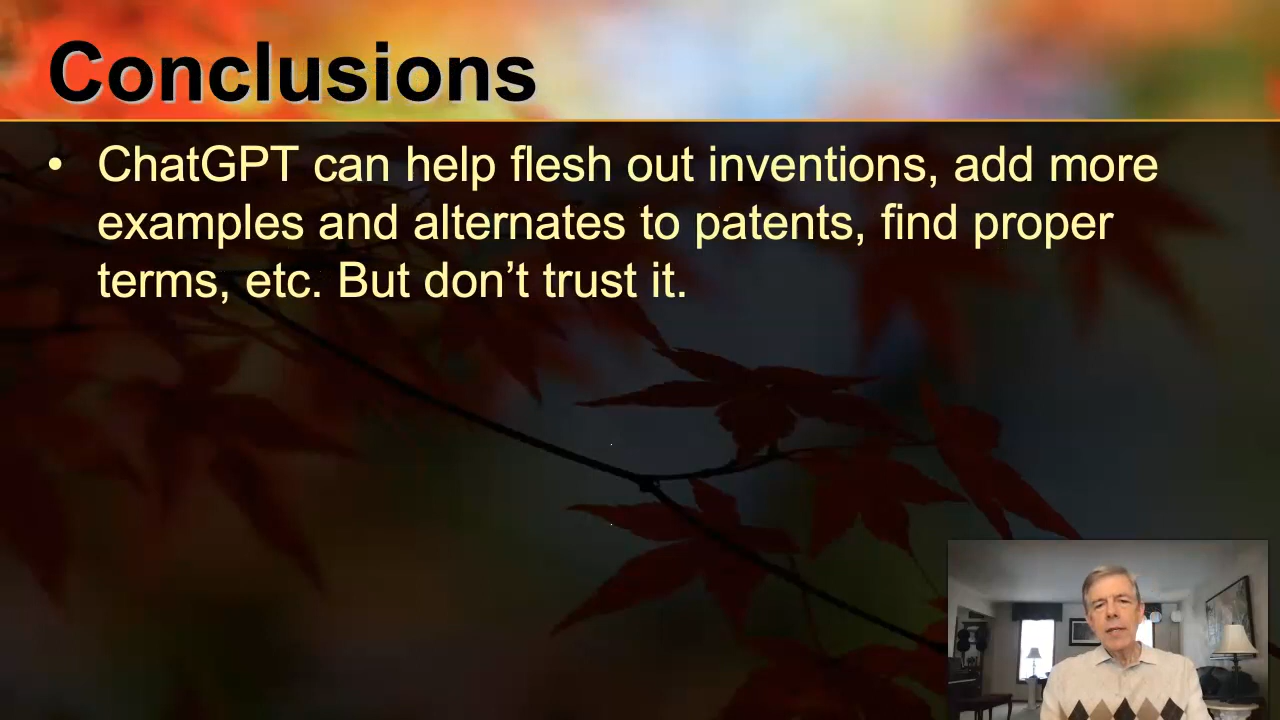 Conclusions
• ChatGPT can help flesh out inventions, add more
examples and alternates to patents, find proper
terms, etc. But don’t trust it.